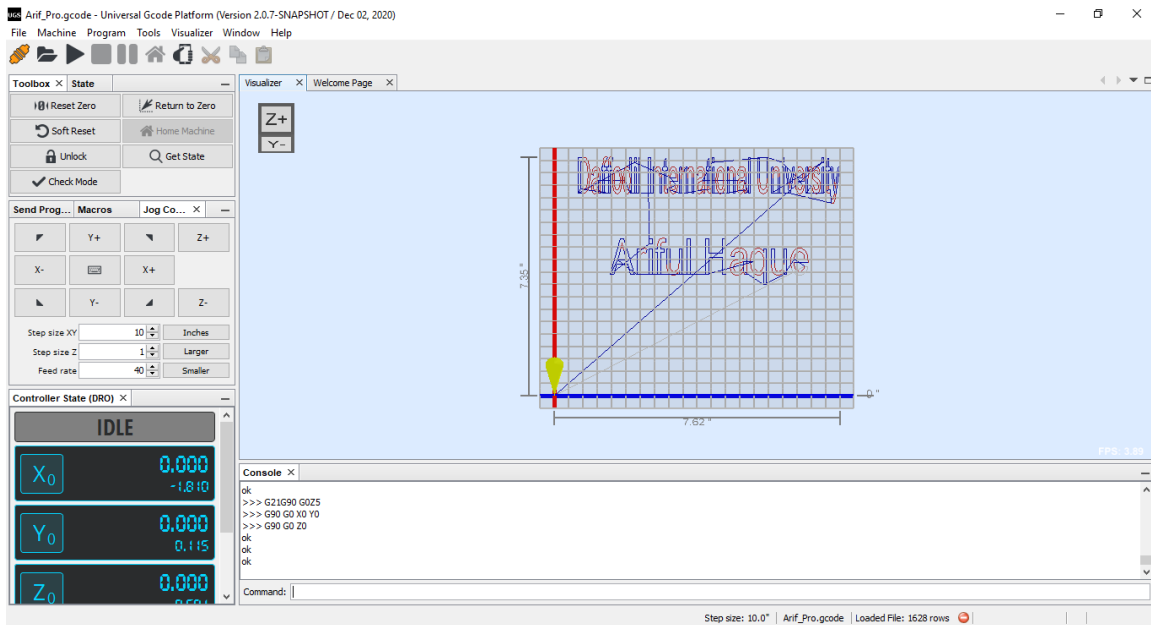 UGS Arif_Pro.gcode - Universal Gcode Platform (Version 2.0.7-SNAPSHOT / Dec 02, 2020)
File Machine Program Tools Visualizer Window Help
Toolbox State
Reset Zero Return to Zero
Soft Reset Home Machine
Unlock Get State
Check Mode
Send Prog... Macros Jog Co...
Y+ Z+
X- X+
Y- Z-
Step size XY 10 Inches
Step size Z 1 Larger
Feed rate 40 Smaller
Controller State (DRO)
IDLE
X0 0.000
-1.810
Y0 0.000
0.115
Z0 0.000
Visualizer Welcome Page
Z+
Y-
Daffodil International University
Ariful Haque
7.35 "
0 "
7.62 "
FPS: 3.89
Console
ok
>>> G21G90 G0Z5
>>> G90 G0 X0 Y0
>>> G90 G0 Z0
ok
ok
ok
Command:
Step size: 10.0" Arif_Pro.gcode Loaded File: 1628 rows